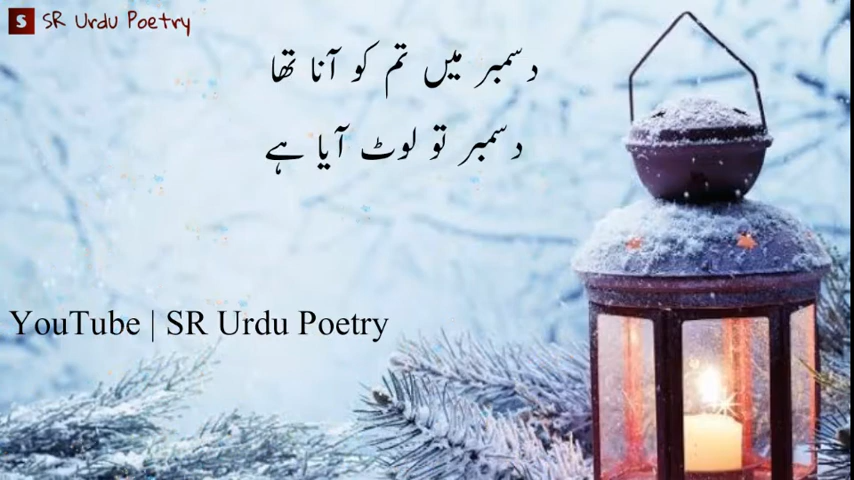 S SR Urdu Poetry
دسمبر میں تم کو آنا تھا
دسمبر تو لوٹ آیا ہے
YouTube | SR Urdu Poetry